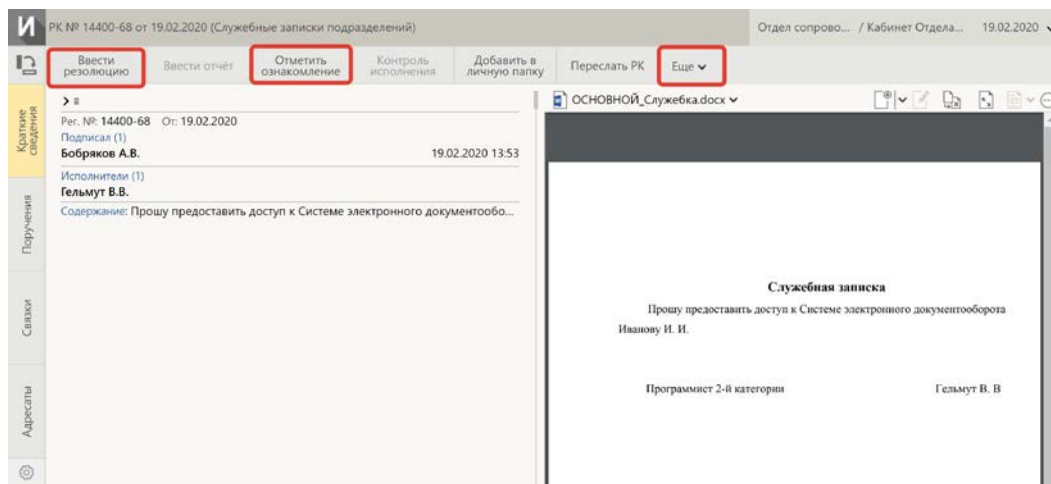 И РК № 14400-68 от 19.02.2020 (Служебные записки подразделений) Отдел сопрово... / Кабинет Отдела... 19.02.2020
Ввести резолюцию
Ввести отчёт
Отметить ознакомление
Контроль исполнения
Добавить в личную папку
Переслать РК
Еще
Краткие сведения
Поручения
Связки
Адресаты
Рег. №: 14400-68 От: 19.02.2020
Подписал (1)
Бобряков А.В. 19.02.2020 13:53
Исполнители (1)
Гельмут В.В.
Содержание: Прошу предоставить доступ к Системе электронного документообо...
ОСНОВНОЙ_Служебка.docx
Служебная записка
Прошу предоставить доступ к Системе электронного документооборота
Иванову И. И.
Программист 2-й категории Гельмут В. В